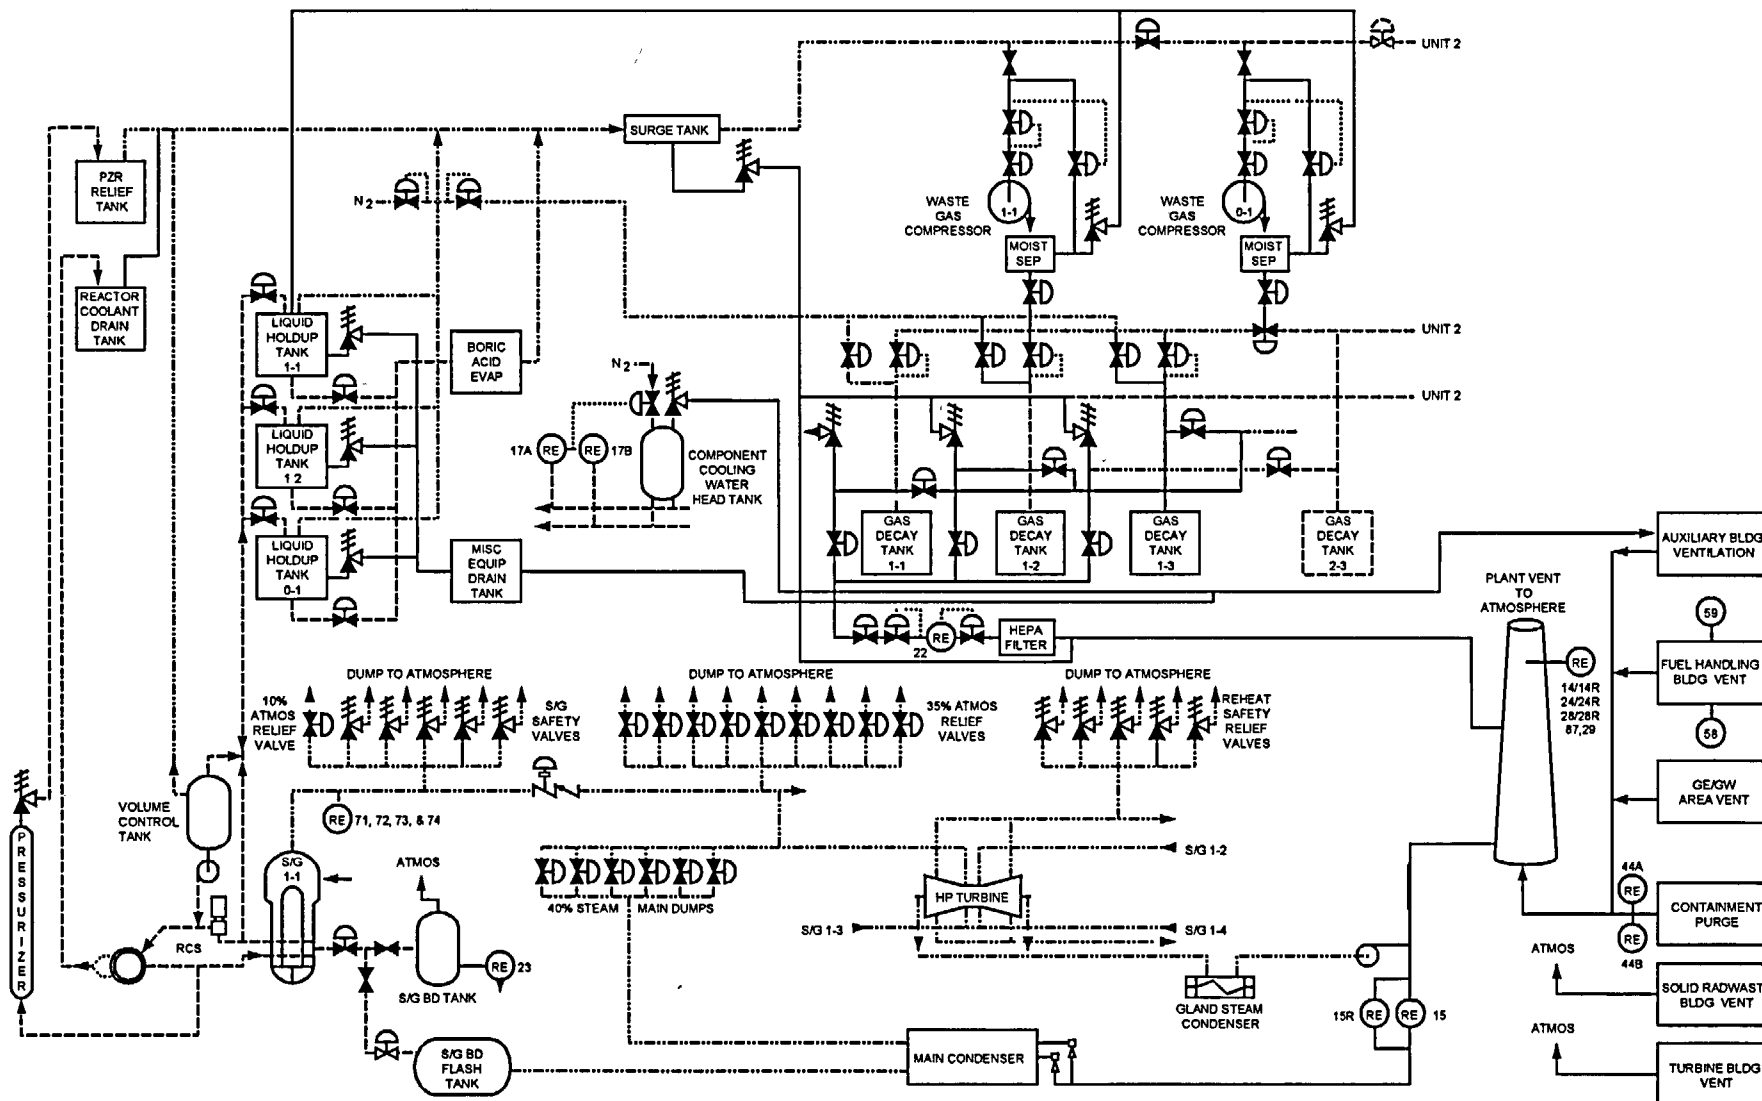 UNIT 2
SURGE TANK
PZR
RELIEF
TANK
N2
WASTE
GAS
COMPRESSOR
1-1
WASTE
GAS
COMPRESSOR
0-1
MOIST
SEP
MOIST
SEP
REACTOR
COOLANT
DRAIN
TANK
LIQUID
HOLDUP
TANK
1-1
BORIC
ACID
EVAP
UNIT 2
N2
UNIT 2
LIQUID
HOLDUP
TANK
1 2
17A
RE
RE
17B
COMPONENT
COOLING
WATER
HEAD TANK
LIQUID
HOLDUP
TANK
0-1
MISC
EQUIP
DRAIN
TANK
GAS
DECAY
TANK
1-1
GAS
DECAY
TANK
1-2
GAS
DECAY
TANK
1-3
GAS
DECAY
TANK
2-3
AUXILIARY BLDG
VENTILATION
PLANT VENT
TO
ATMOSPHERE
59
RE
22
HEPA
FILTER
FUEL HANDLING
BLDG VENT
RE
14/14R
24/24R
28/28R
87,29
58
DUMP TO ATMOSPHERE
10%
ATMOS
RELIEF
VALVE
S/G
SAFETY
VALVES
DUMP TO ATMOSPHERE
35% ATMOS
RELIEF
VALVES
DUMP TO ATMOSPHERE
REHEAT
SAFETY
RELIEF
VALVES
GE/GW
AREA VENT
VOLUME
CONTROL
TANK
RE
71, 72, 73, & 74
PRESSURIZER
S/G
1-1
ATMOS
S/G 1-2
40% STEAM
MAIN DUMPS
HP TURBINE
44A
RE
CONTAINMENT
PURGE
RE
44B
S/G 1-3
S/G 1-4
RCS
RE
23
S/G BD TANK
GLAND STEAM
CONDENSER
15R
RE
RE
15
ATMOS
SOLID RADWAST
BLDG VENT
ATMOS
S/G BD
FLASH
TANK
MAIN CONDENSER
TURBINE BLDG
VENT